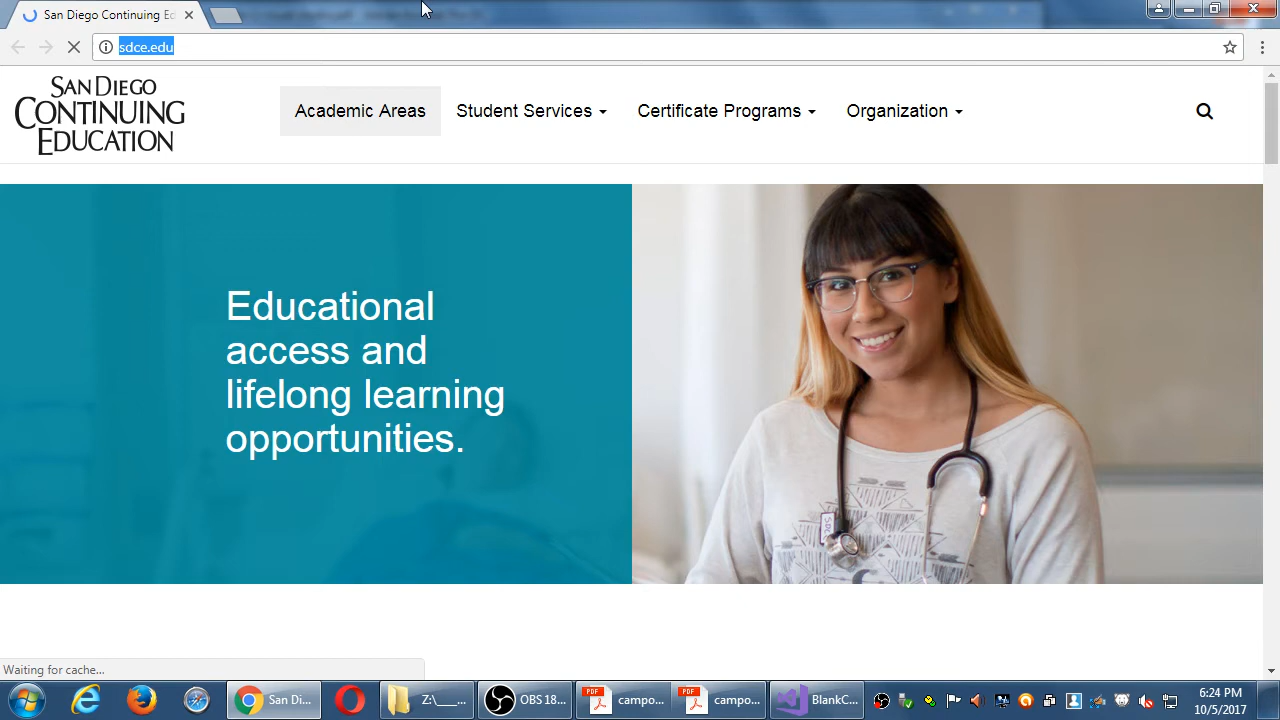 San Diego Continuing Ed
sdce.edu
SAN DIEGO
CONTINUING
EDUCATION
Academic Areas
Student Services
Certificate Programs
Organization
Educational
access and
lifelong learning
opportunities.
Waiting for cache...
San Di...
Z:\___...
OBS 18...
campo...
campo...
BlankC...
6:24 PM
10/5/2017